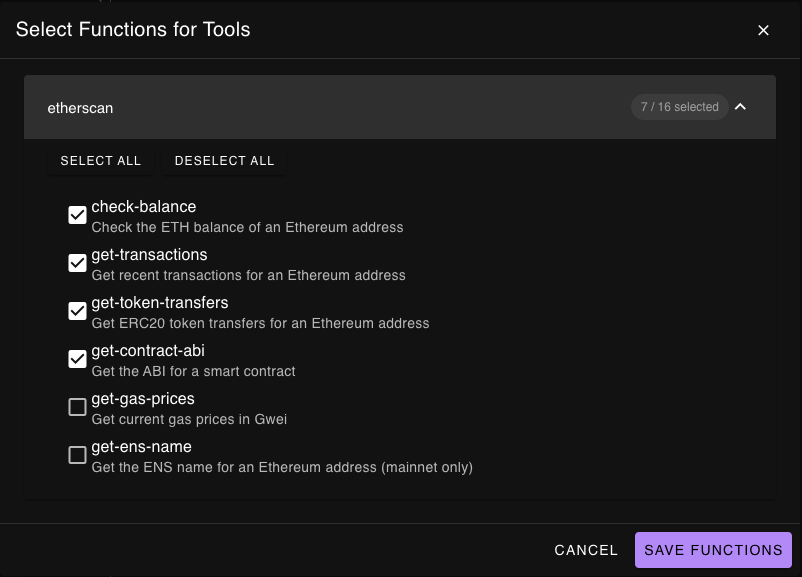 Select Functions for Tools
etherscan
7 / 16 selected
SELECT ALL
DESELECT ALL
check-balance
Check the ETH balance of an Ethereum address
get-transactions
Get recent transactions for an Ethereum address
get-token-transfers
Get ERC20 token transfers for an Ethereum address
get-contract-abi
Get the ABI for a smart contract
get-gas-prices
Get current gas prices in Gwei
get-ens-name
Get the ENS name for an Ethereum address (mainnet only)
CANCEL
SAVE FUNCTIONS